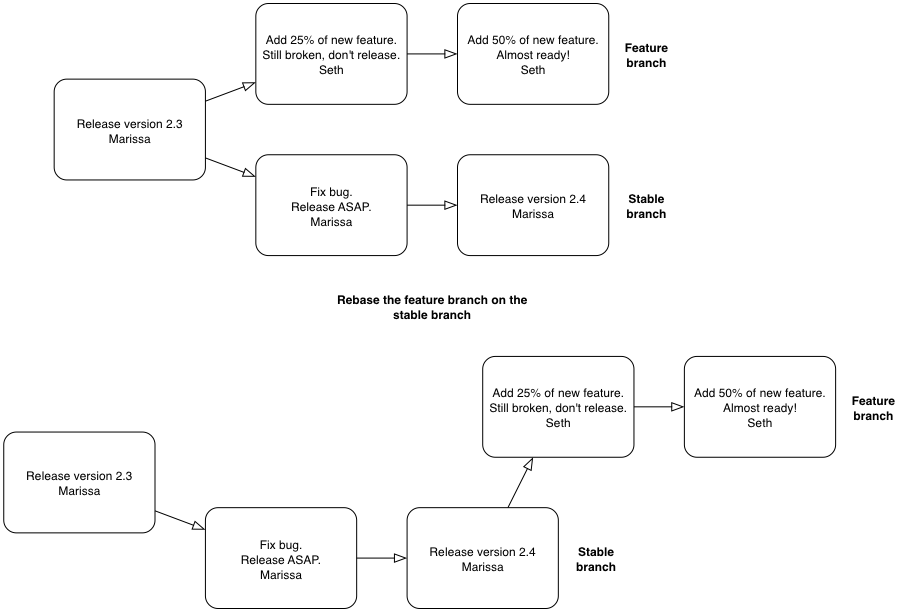 Add 25% of new feature.
Still broken, don't release.
Seth
Add 50% of new feature.
Almost ready!
Seth
Feature
branch
Release version 2.3
Marissa
Fix bug.
Release ASAP.
Marissa
Release version 2.4
Marissa
Stable
branch
Rebase the feature branch on the
stable branch
Add 25% of new feature.
Still broken, don't release.
Seth
Add 50% of new feature.
Almost ready!
Seth
Feature
branch
Release version 2.3
Marissa
Fix bug.
Release ASAP.
Marissa
Release version 2.4
Marissa
Stable
branch